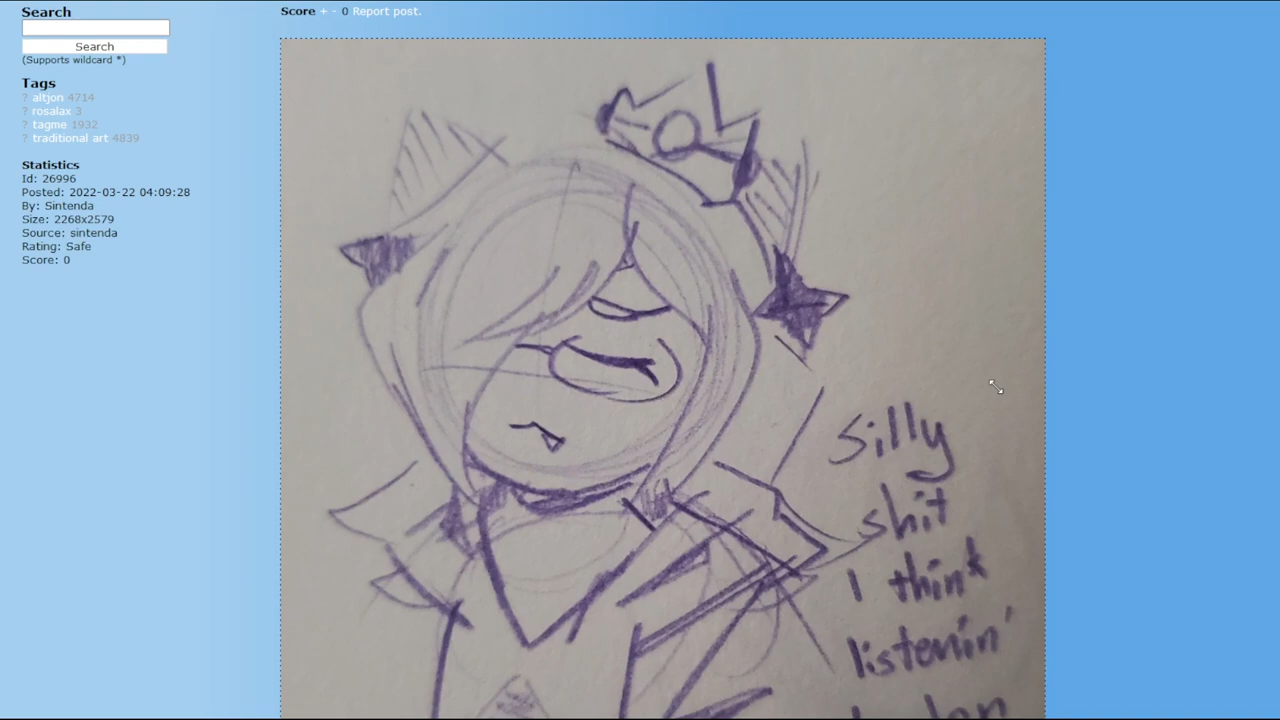 Search
Search
(Supports wildcard *)
Tags
? altjon 4714
? rosalax 3
? tagme 1932
? traditional art 4839
Statistics
Id: 26996
Posted: 2022-03-22 04:09:28
By: Sintenda
Size: 2268x2579
Source: sintenda
Rating: Safe
Score: 0
Score + - 0 Report post.
Silly
shit
I think
listenin'